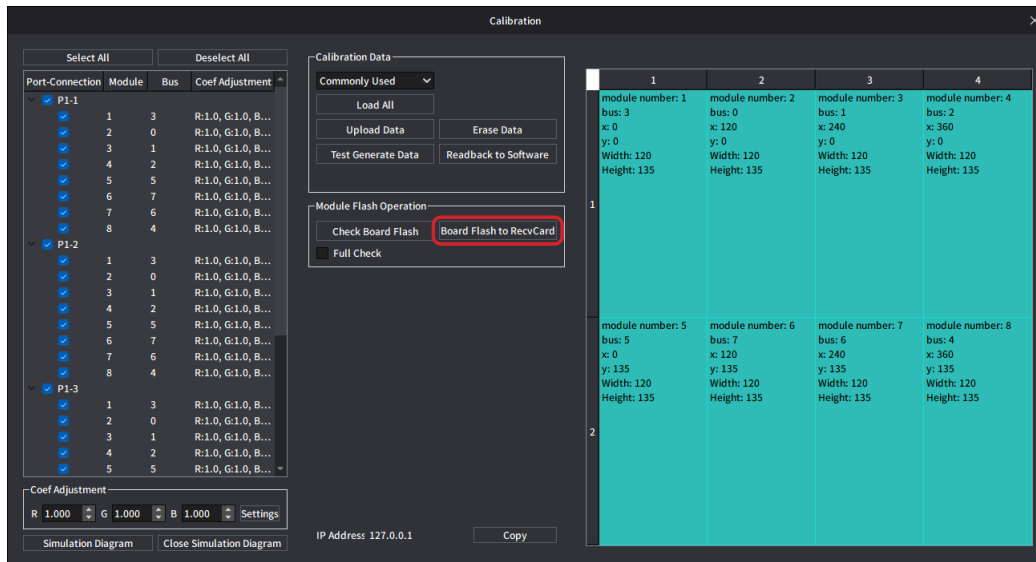 Calibration
Select All Deselect All
Port-Connection Module Bus Coef Adjustment
P1-1
1 3 R:1.0, G:1.0, B...
2 0 R:1.0, G:1.0, B...
3 1 R:1.0, G:1.0, B...
4 2 R:1.0, G:1.0, B...
5 5 R:1.0, G:1.0, B...
6 7 R:1.0, G:1.0, B...
7 6 R:1.0, G:1.0, B...
8 4 R:1.0, G:1.0, B...
P1-2
1 3 R:1.0, G:1.0, B...
2 0 R:1.0, G:1.0, B...
3 1 R:1.0, G:1.0, B...
4 2 R:1.0, G:1.0, B...
5 5 R:1.0, G:1.0, B...
6 7 R:1.0, G:1.0, B...
7 6 R:1.0, G:1.0, B...
8 4 R:1.0, G:1.0, B...
P1-3
1 3 R:1.0, G:1.0, B...
2 0 R:1.0, G:1.0, B...
3 1 R:1.0, G:1.0, B...
4 2 R:1.0, G:1.0, B...
5 5 R:1.0, G:1.0, B...
Coef Adjustment
R 1.000 G 1.000 B 1.000 Settings
Simulation Diagram Close Simulation Diagram
Calibration Data
Commonly Used
Load All
Upload Data Erase Data
Test Generate Data Readback to Software
Module Flash Operation
Check Board Flash Board Flash to RecvCard
Full Check
IP Address 127.0.0.1 Copy
1 2 3 4
1
module number: 1
bus: 3
x: 0
y: 0
Width: 120
Height: 135
module number: 2
bus: 0
x: 120
y: 0
Width: 120
Height: 135
module number: 3
bus: 1
x: 240
y: 0
Width: 120
Height: 135
module number: 4
bus: 2
x: 360
y: 0
Width: 120
Height: 135
2
module number: 5
bus: 5
x: 0
y: 135
Width: 120
Height: 135
module number: 6
bus: 7
x: 120
y: 135
Width: 120
Height: 135
module number: 7
bus: 6
x: 240
y: 135
Width: 120
Height: 135
module number: 8
bus: 4
x: 360
y: 135
Width: 120
Height: 135